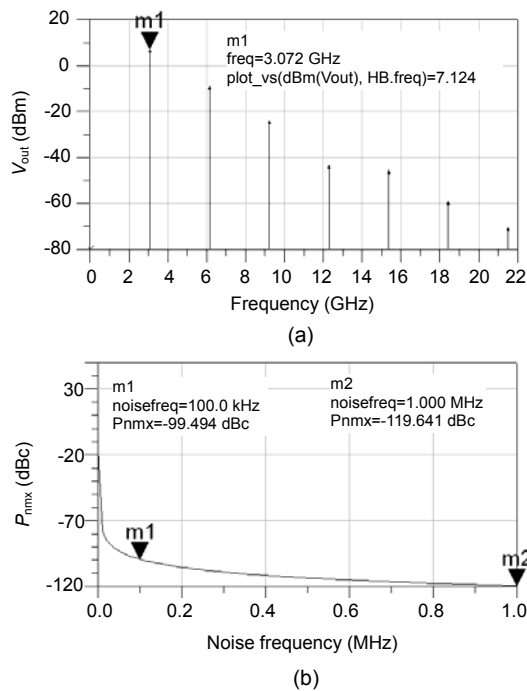 m1
20
0
-20
-40
-60
-80
V_out (dBm)
m1
freq=3.072 GHz
plot_vs(dBm(Vout), HB.freq)=7.124
0 2 4 6 8 10 12 14 16 18 20 22
Frequency (GHz)
(a)
30
-20
-70
-120
P_nmx (dBc)
m1
noisefreq=100.0 kHz
Pnmx=-99.494 dBc
m2
noisefreq=1.000 MHz
Pnmx=-119.641 dBc
m1
m2
0.0 0.2 0.4 0.6 0.8 1.0
Noise frequency (MHz)
(b)